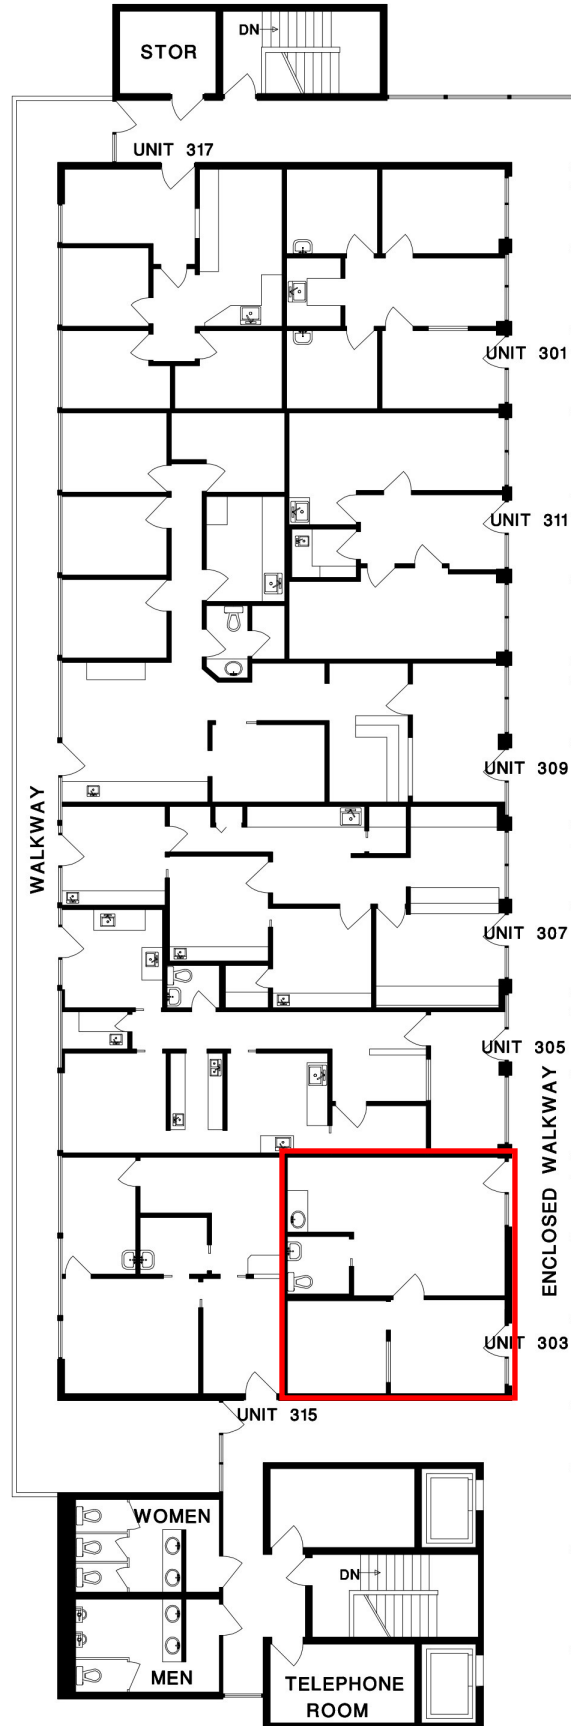 DN
STOR
UNIT 317
UNIT 301
UNIT 311
UNIT 309
WALKWAY
UNIT 307
UNIT 305
ENCLOSED WALKWAY
UNIT 303
UNIT 315
WOMEN
DN
MEN
TELEPHONE
ROOM